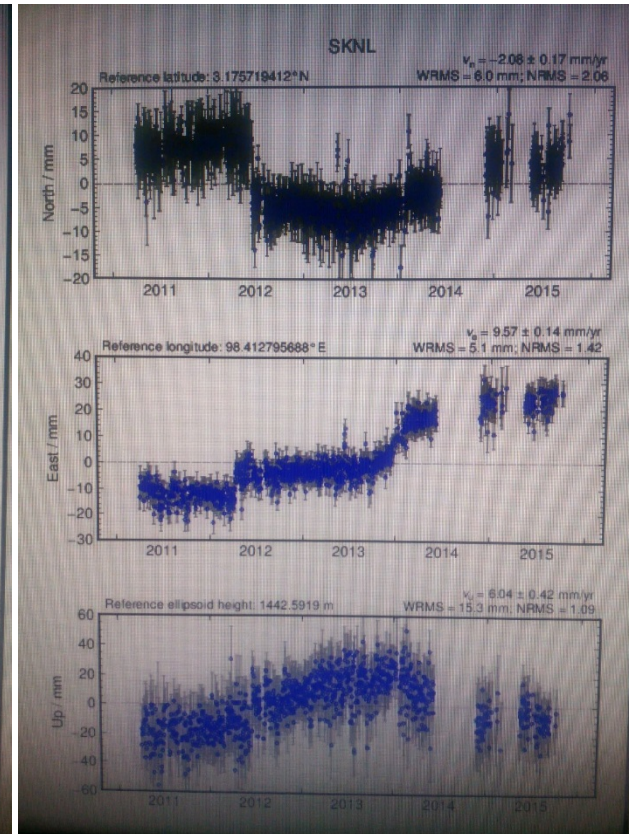 SKNL
vn = −2.08 ± 0.17 mm/yr
Reference latitude: 3.175719412° N WRMS = 6.0 mm; NRMS = 2.06
20
15
10
5
0
−5
−10
−15
−20
North / mm
2011 2012 2013 2014 2015
ve = 9.57 ± 0.14 mm/yr
Reference longitude: 98.412795688° E WRMS = 5.1 mm; NRMS = 1.42
40
30
20
10
0
−10
−20
−30
East / mm
2011 2012 2013 2014 2015
vu = 6.04 ± 0.42 mm/yr
Reference ellipsoid height: 1442.5919 m WRMS = 15.3 mm; NRMS = 1.09
60
40
20
0
−20
−40
−60
Up / mm
2011 2012 2013 2014 2015